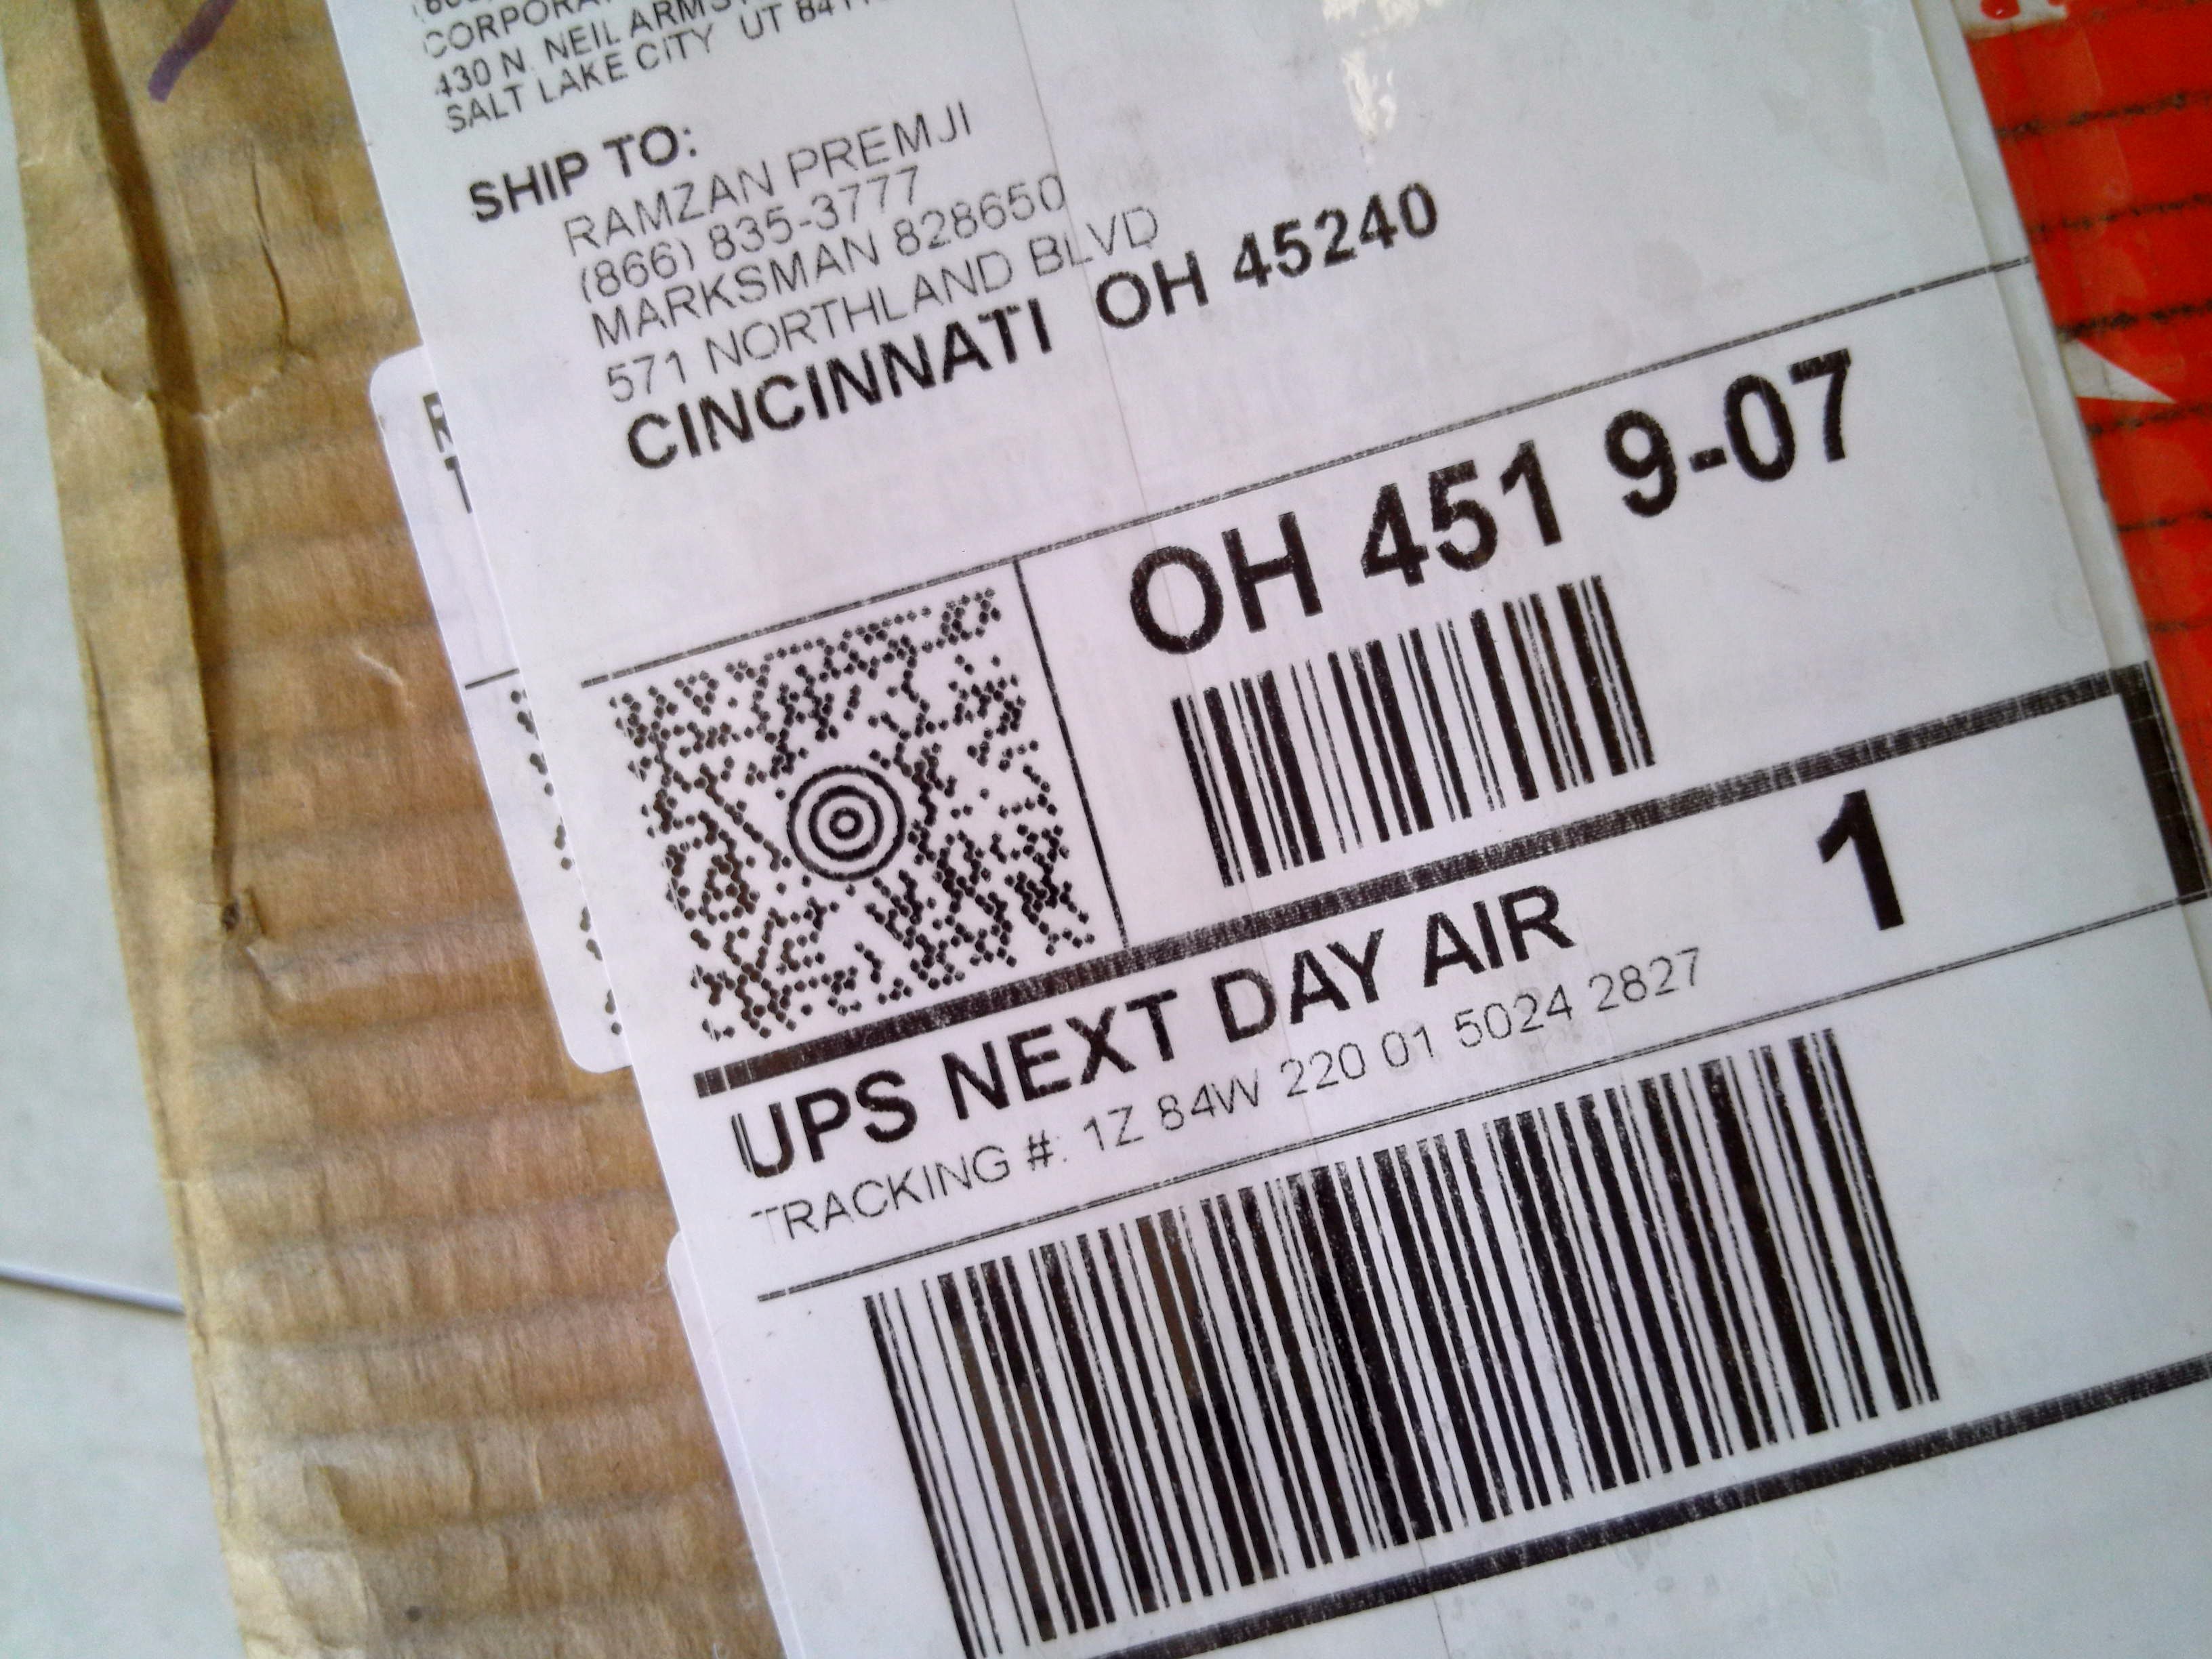 CORPORA
430 N. NEIL ARMS
SALT LAKE CITY UT 841
SHIP TO:
RAMZAN PREMJI
(866) 835-3777
MARKSMAN 828650
571 NORTHLAND BLVD
CINCINNATI OH 45240
OH 451 9-07
UPS NEXT DAY AIR
1
TRACKING #: 1Z 84W 220 01 5024 2827